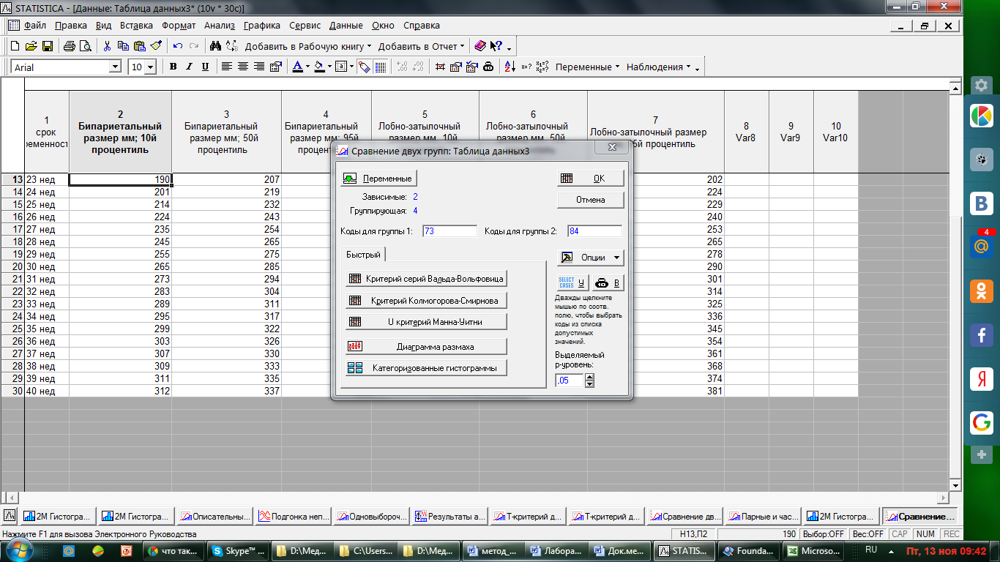 STATISTICA - [Данные: Таблица данных3* (10v * 30c)]
Файл Правка Вид Вставка Формат Анализ Графика Сервис Данные Окно Справка
Добавить в Рабочую книгу Добавить в Отчет
Arial 10 B I U Переменные Наблюдения
1 срок ременност
2 Бипариетальный размер мм; 10й процентиль
3 Бипариетальный размер мм; 50й процентиль
4 Бипариетальный размер мм; 95й
5 Лобно-затылочный размер мм, 10й
6 Лобно-затылочный размер мм, 50й
7 Лобно-затылочный размер процентиль
8 Var8
9 Var9
10 Var10
13 23 нед 190 207 202
14 24 нед 201 219 224
15 25 нед 214 232 229
16 26 нед 224 243 240
17 27 нед 235 254 253
18 28 нед 245 265 265
19 29 нед 255 275 278
20 30 нед 265 285 290
21 31 нед 273 294 301
22 32 нед 283 304 314
23 33 нед 289 311 325
24 34 нед 295 317 336
25 35 нед 299 322 345
26 36 нед 303 326 354
27 37 нед 307 330 361
28 38 нед 309 333 368
29 39 нед 311 335 374
30 40 нед 312 337 381
Сравнение двух групп: Таблица данных3
Переменные OK
Зависимые: 2 Отмена
Группирующая: 4
Коды для группы 1: 73 Коды для группы 2: 84
Быстрый Опции
Критерий серий Вальда-Вольфовица
Критерий Колмогорова-Смирнова
U критерий Манна-Уитни
Диаграмма размаха
Категоризованные гистограммы
SELECT CASES У В
Дважды щелкните
мышью по соотв.
полю, чтобы выбрать
коды из списка
допустимых
значений.
Выделяемый
p-уровень:
,05
4
2М Гистогра... 2М Гистогра... Описательны... Подгонка неп... Одновыбороч... Результаты а... Т-критерий д... Т-критерий д... Сравнение дв... Парные и час... 2М Гистогра... Сравнение...
Нажмите F1 для вызова Электронного Руководства Н13,П2 190 Выбор:OFF Вес:OFF CAP NUM REC
что так... Skype™ ... D:\Мед... C:\Users... D:\Мед... метод_... Лабора... Док.ме... STATIS... Founda... Microso... RU Пт, 13 ноя 09:42